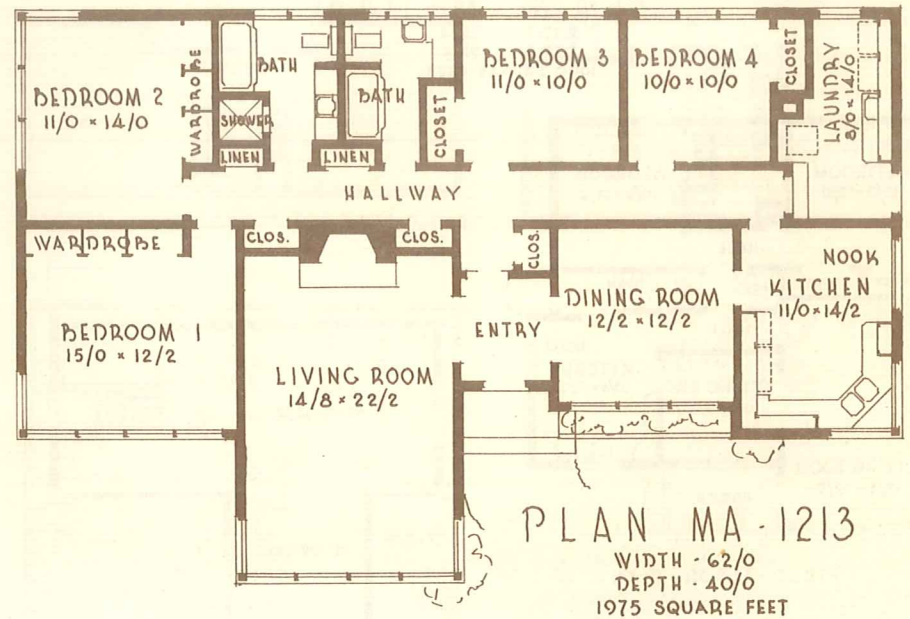 BEDROOM 2
11/0 × 14/0
WARDROBE
BATH
SHOWER
LINEN
BATH
LINEN
CLOSET
BEDROOM 3
11/0 × 10/0
BEDROOM 4
10/0 × 10/0
CLOSET
LAUNDRY
8/0 × 14/0
HALLWAY
WARDROBE
CLOS.
CLOS.
CLOS.
BEDROOM 1
15/0 × 12/2
LIVING ROOM
14/8 × 22/2
ENTRY
DINING ROOM
12/2 × 12/2
NOOK
KITCHEN
11/0 × 14/2
PLAN MA-1213
WIDTH - 62/0
DEPTH - 40/0
1975 SQUARE FEET